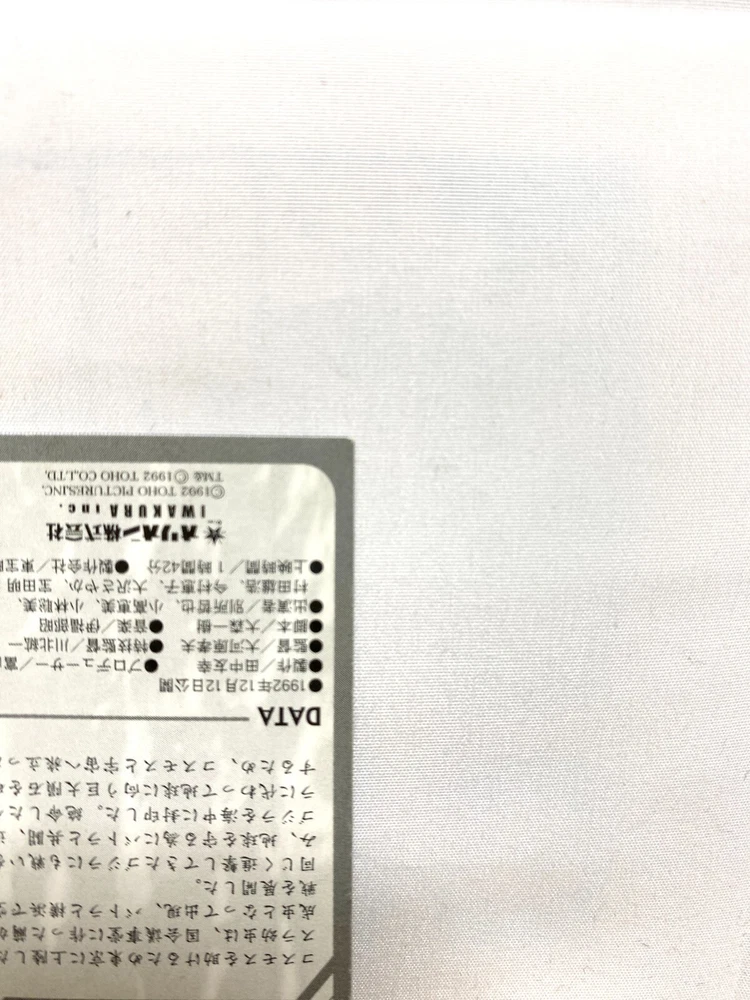 コスモスを助けるため東京に上陸した
スラ幼虫は、国会議事堂に作った繭か
成虫となって出現、バトラと横浜で
戦を展開した。
同じく進撃してきたゴジラにも戦い
み、地球を守る為にバトラと共闘、
ゴジラを海中に封印した。絶命した
ラに代わって地球に向う巨大隕石を
するため、コスモスと宇宙へ旅立っ
DATA
●1992年12月12日公開
●製作/田中友幸 ●プロデューサー/富
●監督/大河原孝夫 ●特技監督/川北紘一
●脚本/大森一樹 ●音楽/伊福部昭
●出演者/別所哲也、小高恵美、小林聡美、
村田雄浩、今村恵子、大沢さやか、宝田明
●上映時間/1時間42分 ●製作会社/東宝
オリオン株式会社
IWAKURA inc.
©1992 TOHO PICTURES,INC.
TM& ©1992 TOHO CO.,LTD.